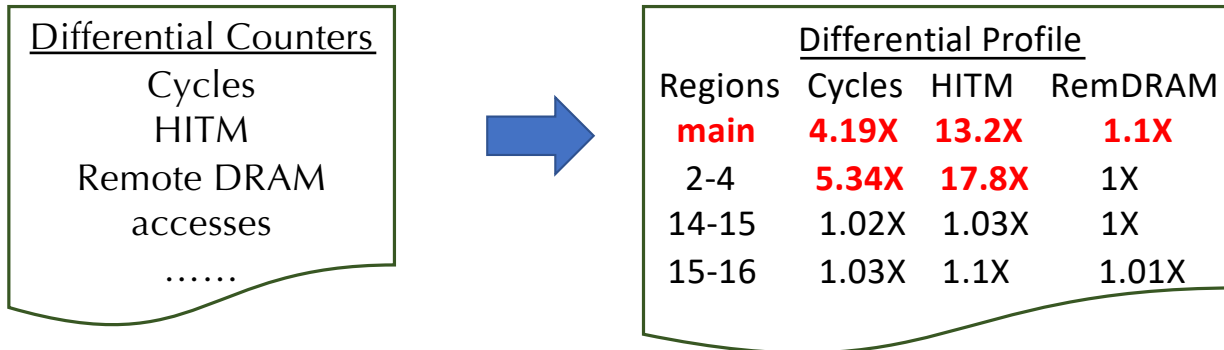 Differential Counters
Cycles
HITM
Remote DRAM
accesses
……
Differential Profile
Regions Cycles HITM RemDRAM
main 4.19X 13.2X 1.1X
2-4 5.34X 17.8X 1X
14-15 1.02X 1.03X 1X
15-16 1.03X 1.1X 1.01X